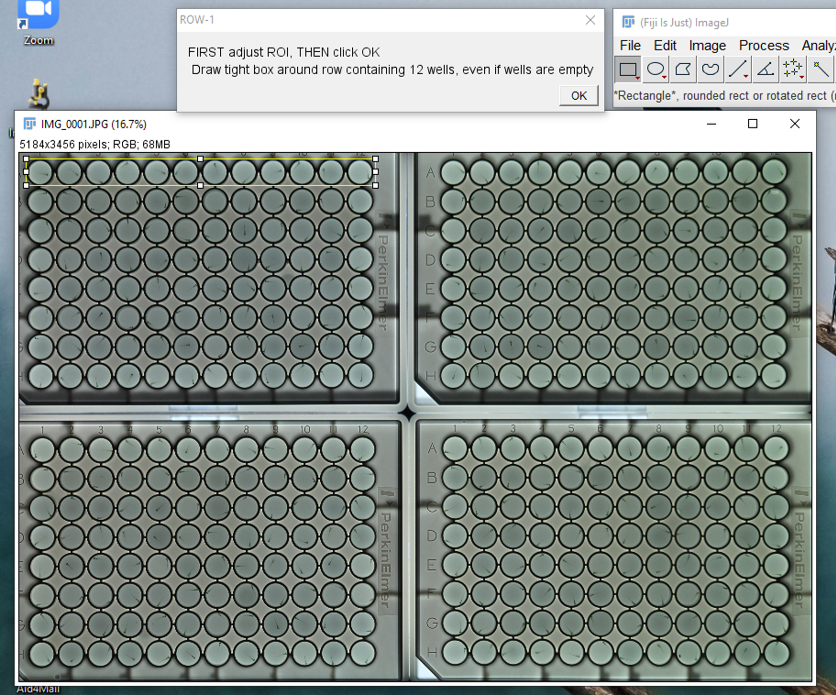 Zoom
ROW-1
FIRST adjust ROI, THEN click OK
Draw tight box around row containing 12 wells, even if wells are empty
OK
(Fiji Is Just) ImageJ
File Edit Image Process Analyz
*Rectangle*, rounded rect or rotated rect (
IMG_0001.JPG (16.7%)
5184x3456 pixels; RGB; 68MB
A
B
C
D
E
F
G
H
PerkinElmer
PerkinElmer
1 2 3 4 5 6 7 8 9 10 11 12
1 2 3 4 5 6 7 8 9 10 11 12
A
B
C
D
E
F
G
H
PerkinElmer
PerkinElmer
Aid4Mail